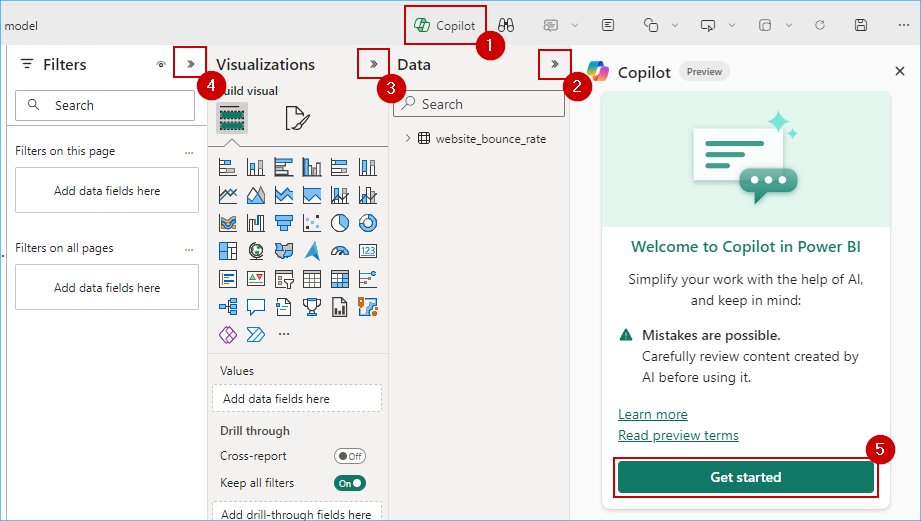 model
Copilot
1
Filters
4
Search
Filters on this page
...
Add data fields here
Filters on all pages
...
Add data fields here
Visualizations
3
Build visual
123
...
Values
Add data fields here
Drill through
Cross-report
Off
Keep all filters
On
Add drill-through fields here
Data
2
Search
website_bounce_rate
Copilot
Preview
Welcome to Copilot in Power BI
Simplify your work with the help of AI,
and keep in mind:
Mistakes are possible.
Carefully review content created by
AI before using it.
Learn more
Read preview terms
5
Get started